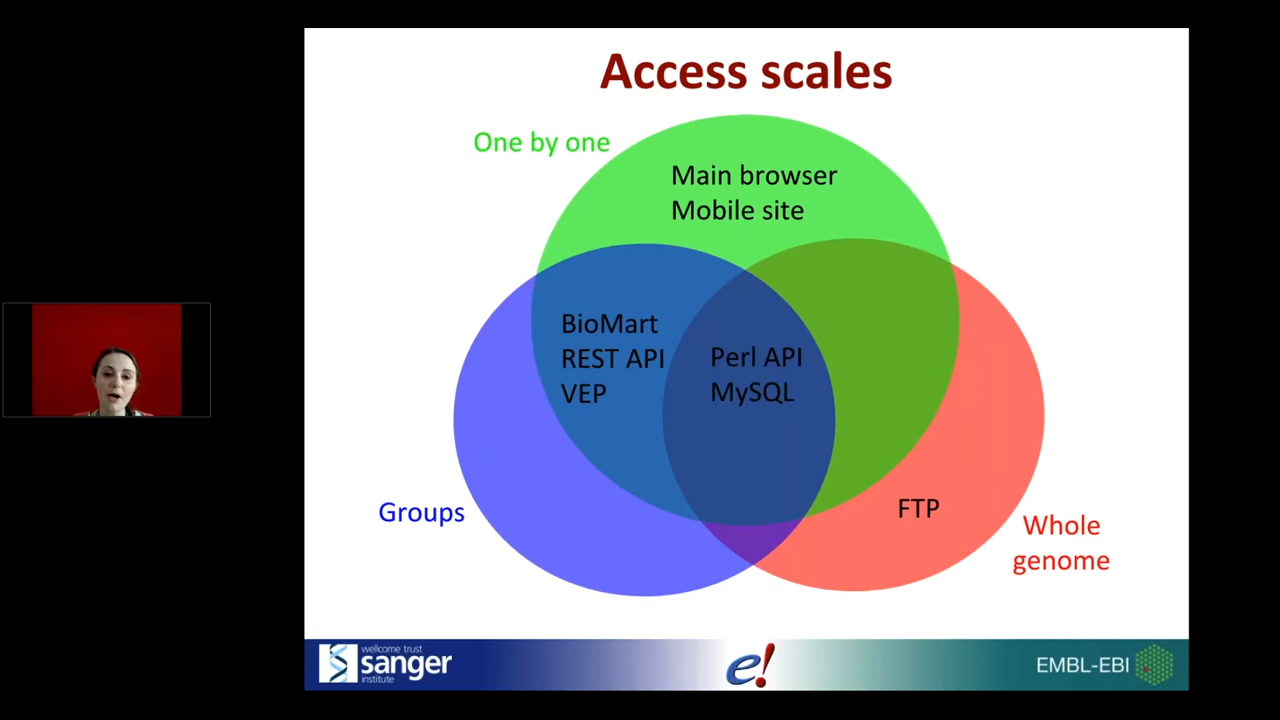 Access scales
One by one
Main browser
Mobile site
BioMart
REST API
VEP
Perl API
MySQL
Groups
FTP
Whole
genome
wellcome trust
sanger
institute
e!
EMBL-EBI